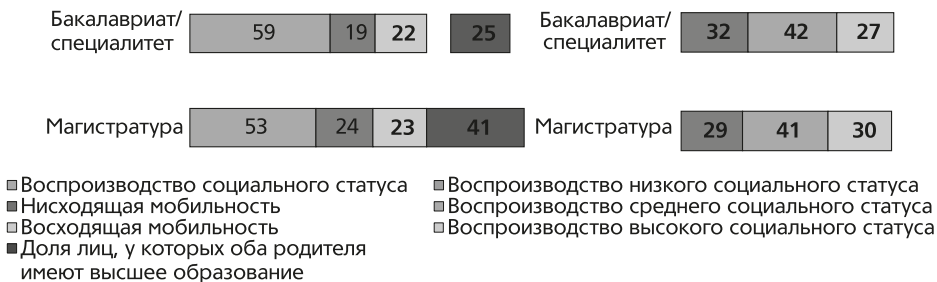 Бакалавриат/
специалитет
59 19 22 25
Бакалавриат/
специалитет
32 42 27
Магистратура
53 24 23 41
Магистратура
29 41 30
Воспроизводство социального статуса
Нисходящая мобильность
Восходящая мобильность
Доля лиц, у которых оба родителя
имеют высшее образование
Воспроизводство низкого социального статуса
Воспроизводство среднего социального статуса
Воспроизводство высокого социального статуса